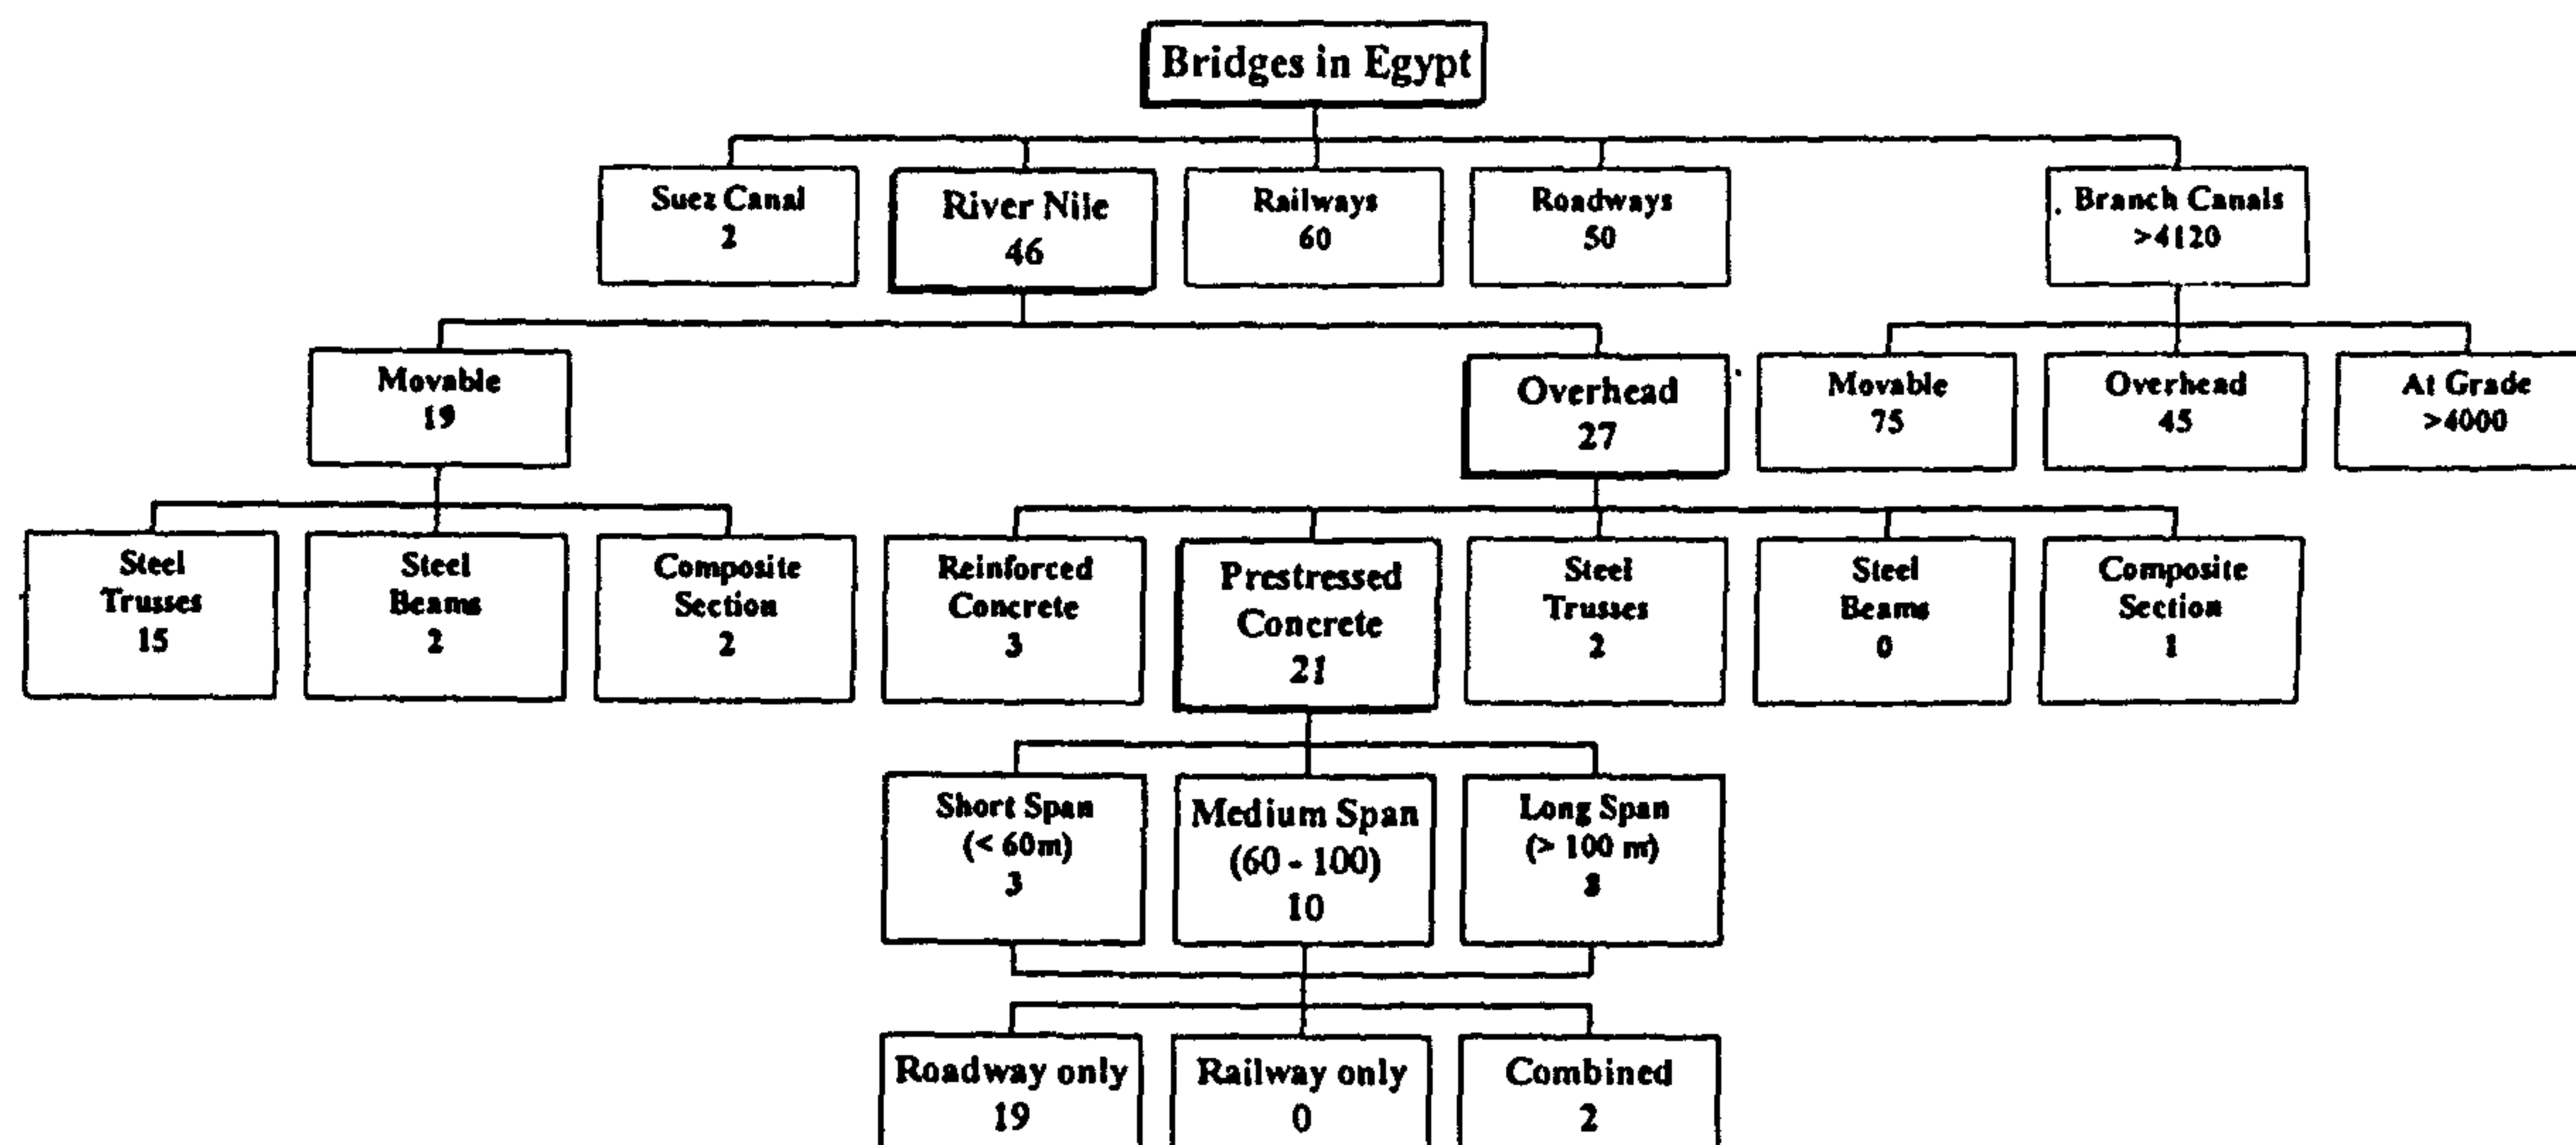 Bridges in Egypt
Suez Canal
2
River Nile
46
Railways
60
Roadways
50
Branch Canals
>4120
Movable
19
Overhead
27
Movable
75
Overhead
45
At Grade
>4000
Steel
Trusses
15
Steel
Beams
2
Composite
Section
2
Reinforced
Concrete
3
Prestressed
Concrete
21
Steel
Trusses
2
Steel
Beams
0
Composite
Section
1
Short Span
(< 60m)
3
Medium Span
(60 - 100)
10
Long Span
(> 100 m)
8
Roadway only
19
Railway only
0
Combined
2